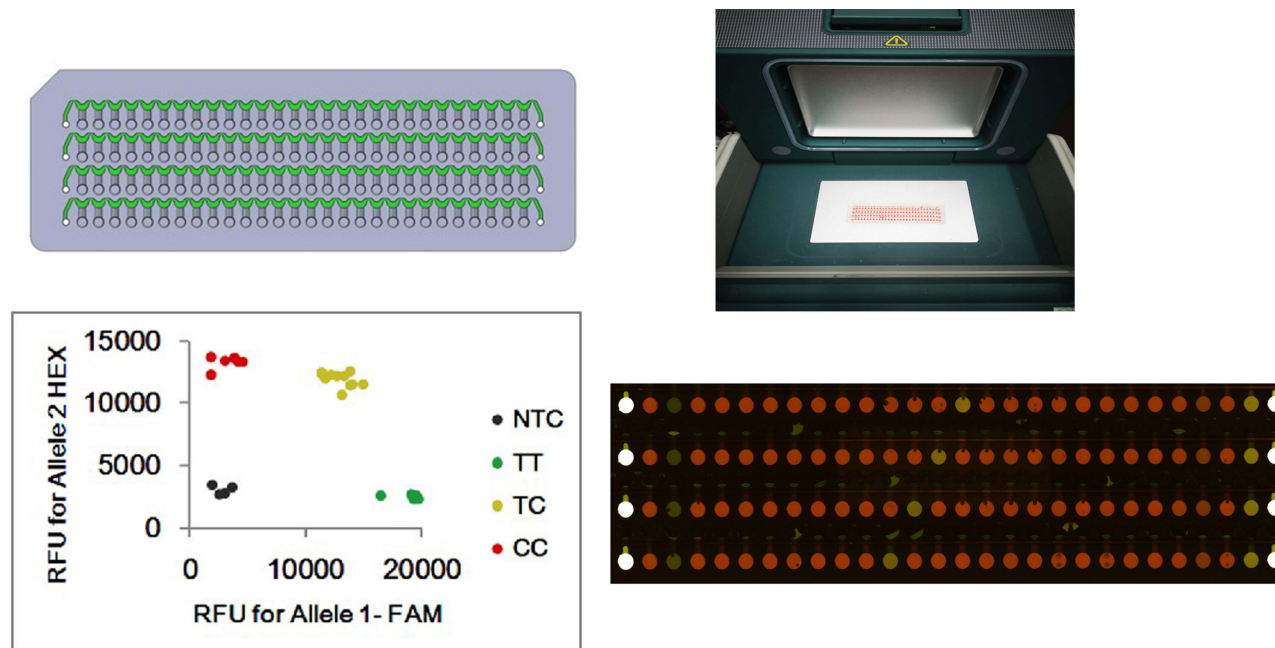 RFU for Allele 2 HEX
15000
10000
5000
0
0 10000 20000
RFU for Allele 1- FAM
NTC
TT
TC
CC